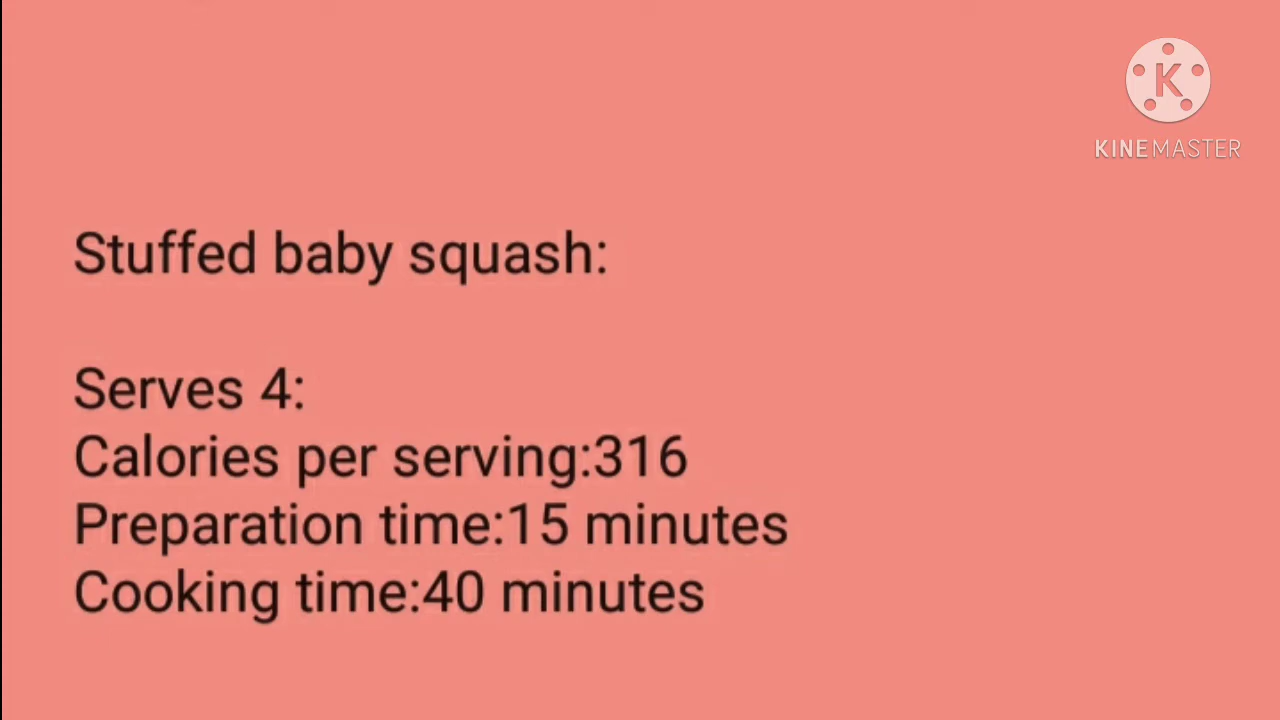 K
KINEMASTER
Stuffed baby squash:
Serves 4:
Calories per serving:316
Preparation time:15 minutes
Cooking time:40 minutes